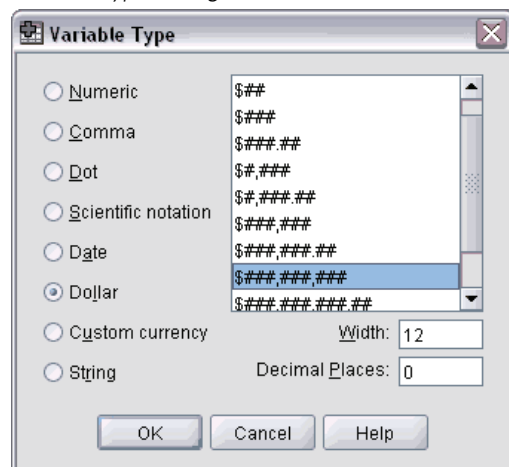 Variable Type
Numeric
Comma
Dot
Scientific notation
Date
Dollar
Custom currency
String
$##
$###
$###.##
$#,###
$#,###.##
$###,###
$###,###.##
$###,###,###
$###,###,###.##
Width: 12
Decimal Places: 0
OK Cancel Help